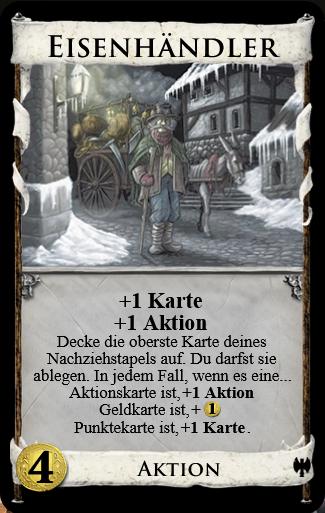 EISENHÄNDLER
+1 Karte
+1 Aktion
Decke die oberste Karte deines
Nachziehstapels auf. Du darfst sie
ablegen. In jedem Fall, wenn es eine...
Aktionskarte ist,+1 Aktion
Geldkarte ist,+ 1
Punktekarte ist,+1 Karte.
4 AKTION